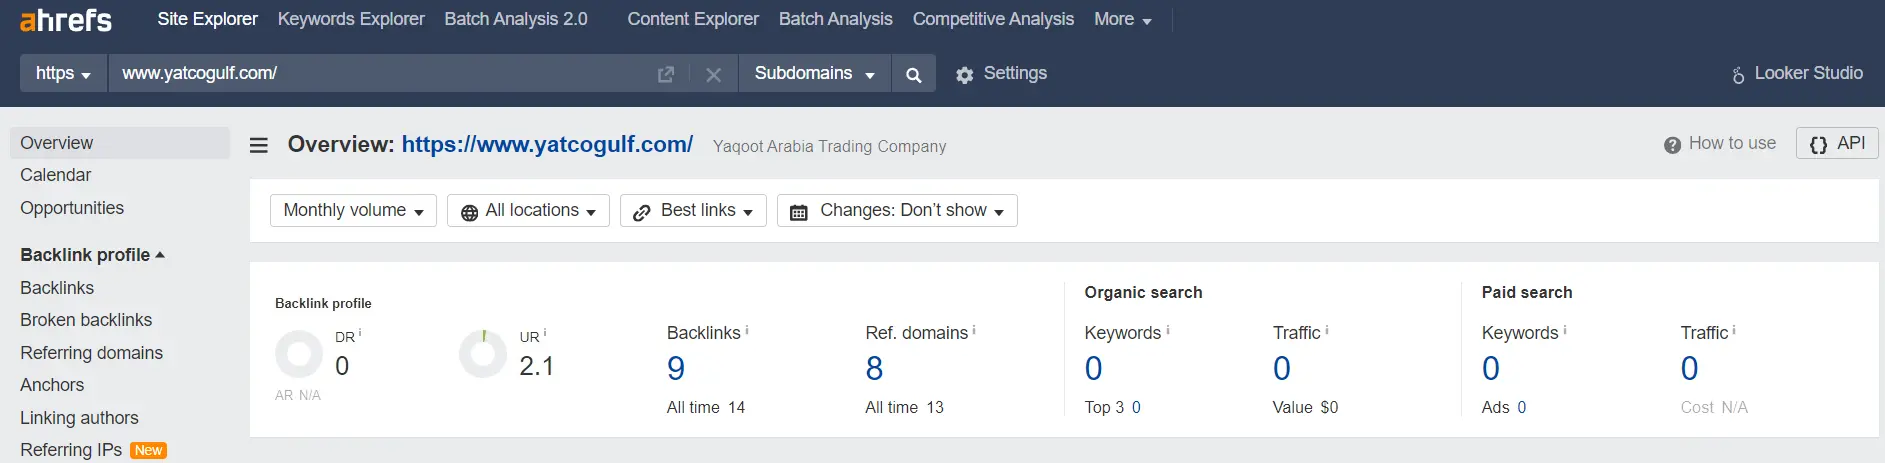 ahrefs Site Explorer Keywords Explorer Batch Analysis 2.0 Content Explorer Batch Analysis Competitive Analysis More
https www.yatcogulf.com/ Subdomains Settings Looker Studio
Overview
Calendar
Opportunities
Backlink profile
Backlinks
Broken backlinks
Referring domains
Anchors
Linking authors
Referring IPs New
Overview: https://www.yatcogulf.com/ Yaqoot Arabia Trading Company How to use API
Monthly volume All locations Best links Changes: Don't show
Backlink profile
DR i
0
AR N/A
UR i
2.1
Backlinks i
9
All time 14
Ref. domains i
8
All time 13
Organic search
Keywords i
0
Top 3 0
Traffic i
0
Value $0
Paid search
Keywords i
0
Ads 0
Traffic i
0
Cost N/A